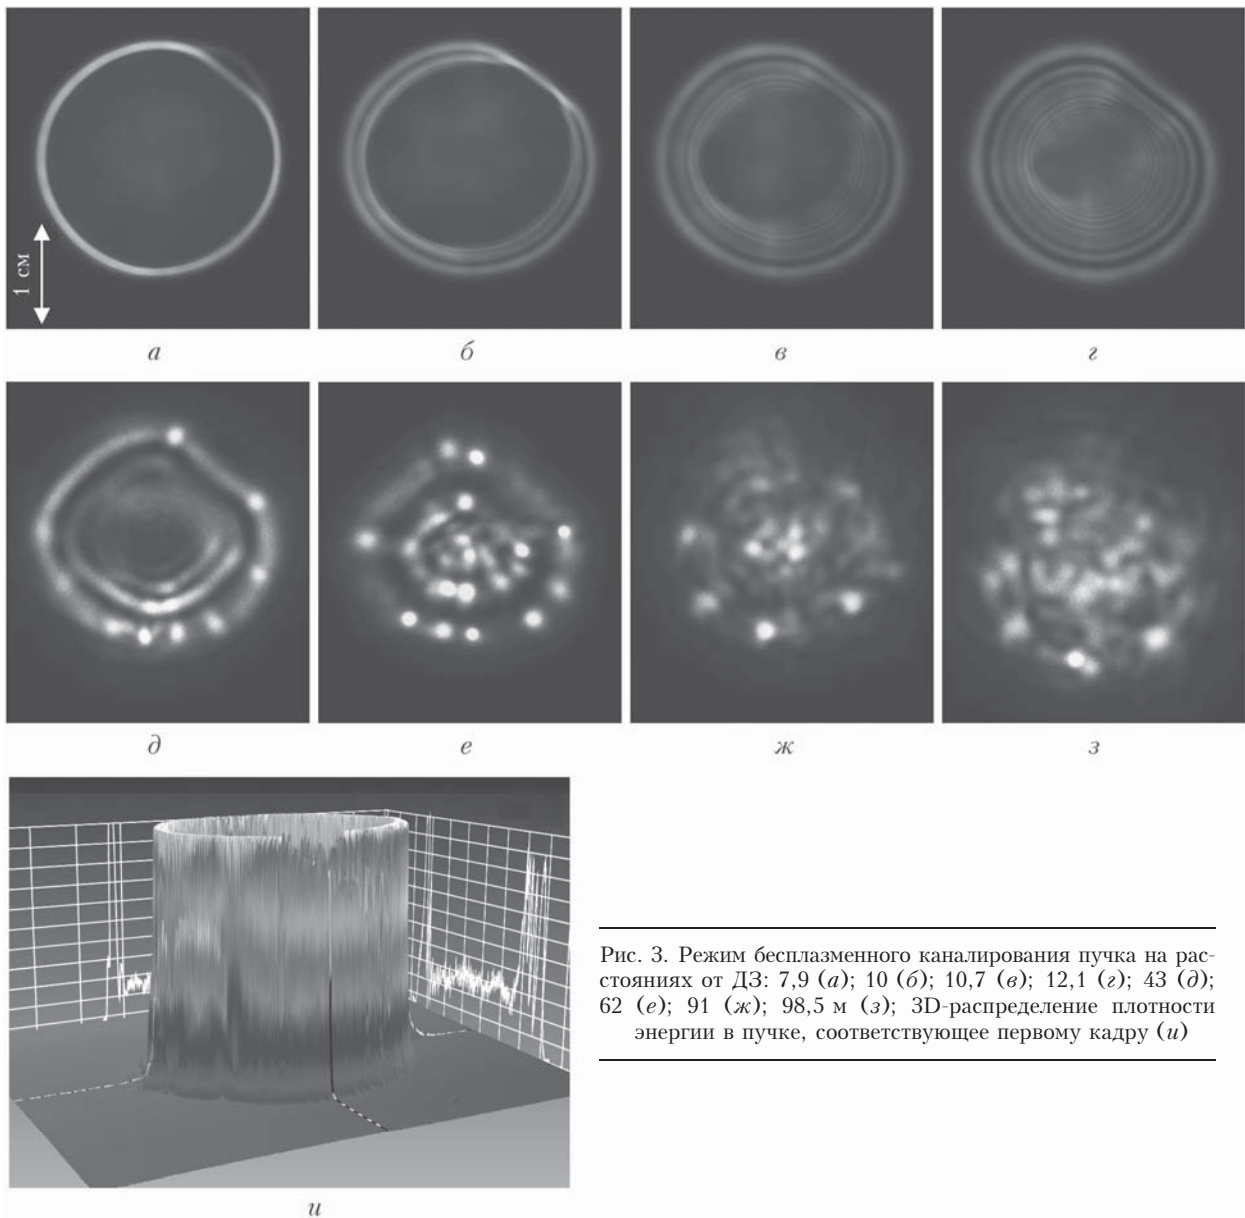 1 см
а
б
в
г
д
е
ж
з
и
Рис. 3. Режим бесплазменного каналирования пучка на рас-
стояниях от ДЗ: 7,9 (а); 10 (б); 10,7 (в); 12,1 (г); 43 (д);
62 (е); 91 (ж); 98,5 м (з); 3D-распределение плотности
энергии в пучке, соответствующее первому кадру (и)